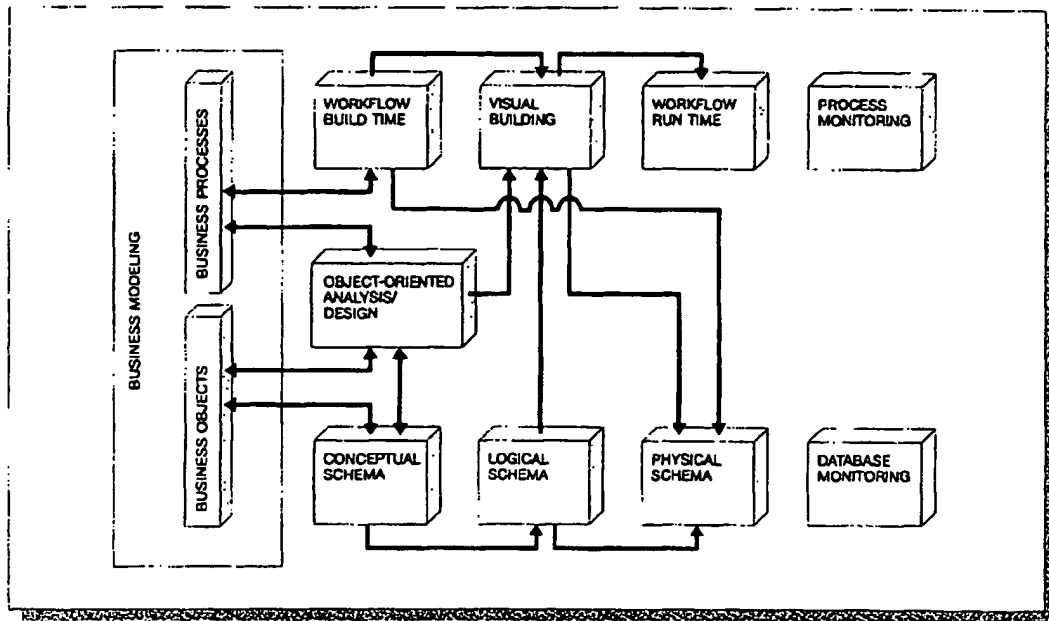 BUSINESS MODELING
BUSINESS PROCESSES
BUSINESS OBJECTS
WORKFLOW
BUILD TIME
VISUAL
BUILDING
WORKFLOW
RUN TIME
PROCESS
MONITORING
OBJECT-ORIENTED
ANALYSIS/
DESIGN
CONCEPTUAL
SCHEMA
LOGICAL
SCHEMA
PHYSICAL
SCHEMA
DATABASE
MONITORING